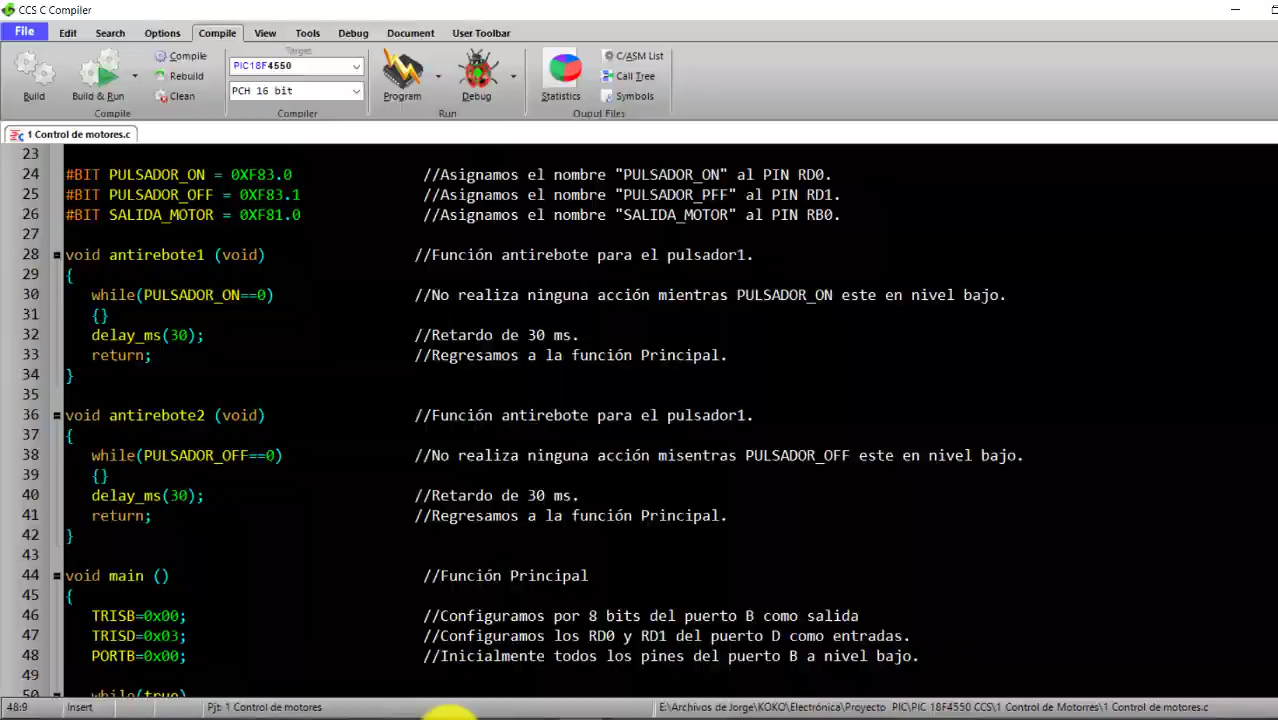 CCS C Compiler
File Edit Search Options Compile View Tools Debug Document User Toolbar
Build
Build & Run
Compile
Rebuild
Clean
Compile
Target
PIC18F4550
PCH 16 bit
Compiler
Program
Debug
Run
Statistics
C/ASM List
Call Tree
Symbols
Ouput Files
1 Control de motores.c
23
24 #BIT PULSADOR_ON = 0XF83.0 //Asignamos el nombre "PULSADOR_ON" al PIN RD0.
25 #BIT PULSADOR_OFF = 0XF83.1 //Asignamos el nombre "PULSADOR_PFF" al PIN RD1.
26 #BIT SALIDA_MOTOR = 0XF81.0 //Asignamos el nombre "SALIDA_MOTOR" al PIN RB0.
27
28 void antirebote1 (void) //Función antirebote para el pulsador1.
29 {
30 while(PULSADOR_ON==0) //No realiza ninguna acción mientras PULSADOR_ON este en nivel bajo.
31 {}
32 delay_ms(30); //Retardo de 30 ms.
33 return; //Regresamos a la función Principal.
34 }
35
36 void antirebote2 (void) //Función antirebote para el pulsador1.
37 {
38 while(PULSADOR_OFF==0) //No realiza ninguna acción misentras PULSADOR_OFF este en nivel bajo.
39 {}
40 delay_ms(30); //Retardo de 30 ms.
41 return; //Regresamos a la función Principal.
42 }
43
44 void main () //Función Principal
45 {
46 TRISB=0x00; //Configuramos por 8 bits del puerto B como salida
47 TRISD=0x03; //Configuramos los RD0 y RD1 del puerto D como entradas.
48 PORTB=0x00; //Inicialmente todos los pines del puerto B a nivel bajo.
49
50 while(true)
48:9 Insert Pjt: 1 Control de motores E:\Archivos de Jorge\KOKO\Electrónica\Proyecto PIC\PIC 18F4550 CCS\1 Control de Motorres\1 Control de motores.c